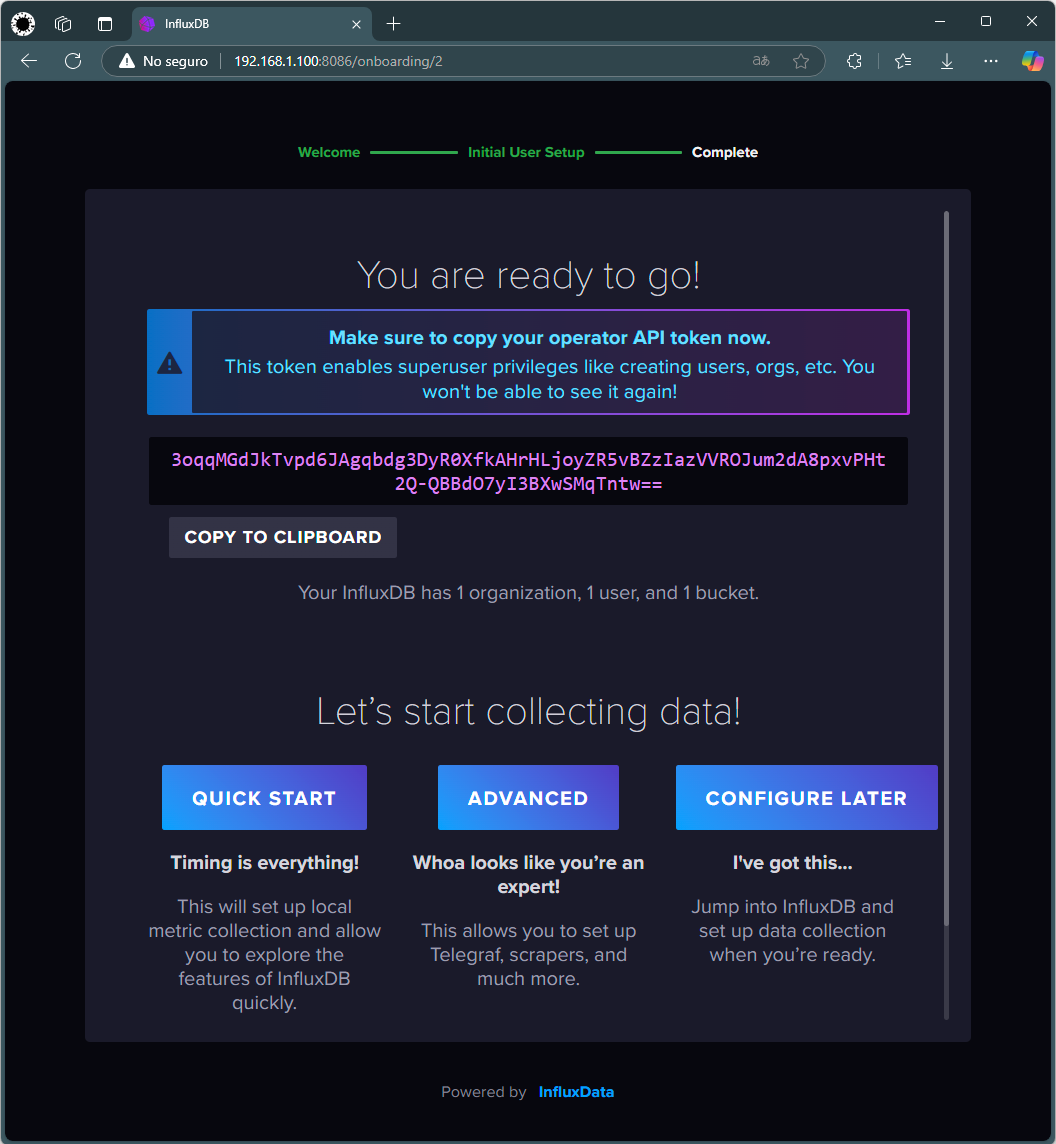 InfluxDB
No seguro
192.168.1.100:8086/onboarding/2
aあ
Welcome
Initial User Setup
Complete
You are ready to go!
Make sure to copy your operator API token now.
This token enables superuser privileges like creating users, orgs, etc. You
won't be able to see it again!
3oqqMGdJkTvpd6JAgqbdg3DyR0XfkAHrHLjoyZR5vBZzIazVVROJum2dA8pxvPHt
2Q-QBBdO7yI3BXwSMqTntw==
COPY TO CLIPBOARD
Your InfluxDB has 1 organization, 1 user, and 1 bucket.
Let’s start collecting data!
QUICK START
Timing is everything!
This will set up local
metric collection and allow
you to explore the
features of InfluxDB
quickly.
ADVANCED
Whoa looks like you’re an
expert!
This allows you to set up
Telegraf, scrapers, and
much more.
CONFIGURE LATER
I've got this...
Jump into InfluxDB and
set up data collection
when you’re ready.
Powered by InfluxData